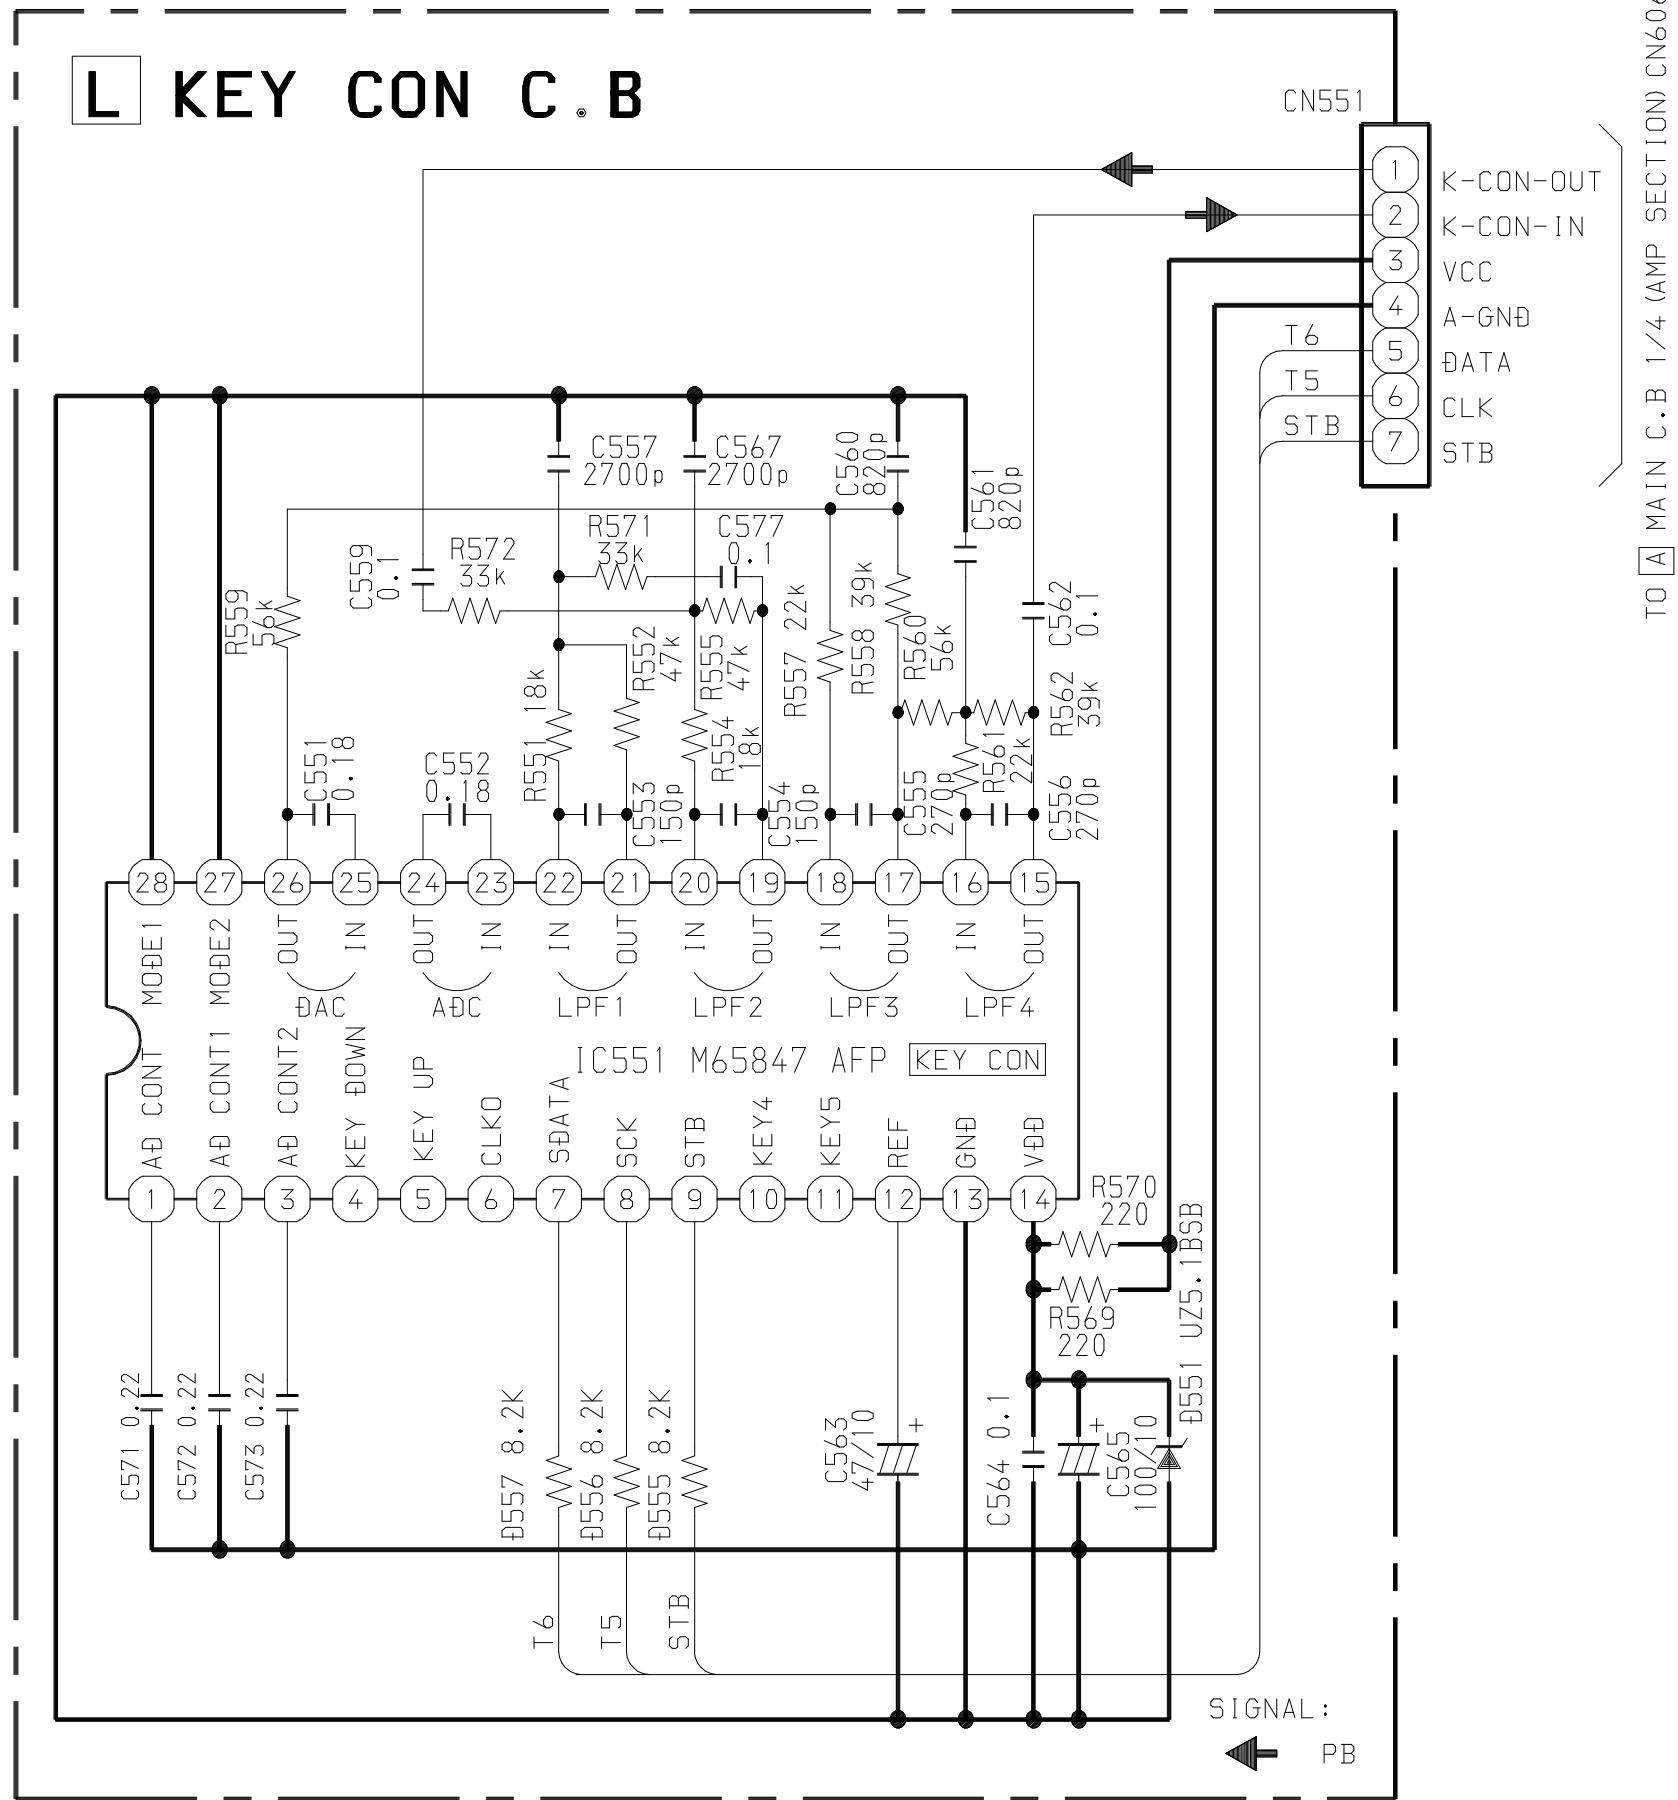 L KEY CON C.B
CN551
1 K-CON-OUT
2 K-CON-IN
3 VCC
4 A-GND
T6 5 DATA
T5 6 CLK
STB 7 STB
TO A MAIN C.B 1/4 (AMP SECTION) CN606
C557
2700p
C567
2700p
C560
820p
C561
820p
C559
0.1
R572
33k
R571
33k
C577
0.1
R559
56k
R552
47k
R555
47k
R557 22k
R558 39k
R560
56k
C562
0.1
R551 18k
R554
18k
R561
22k
R562
39k
C551
0.18
C552
0.18
C553
150p
C554
150p
C555
270p
C556
270p
28 27 26 25 24 23 22 21 20 19 18 17 16 15
MODE1 MODE2 OUT IN OUT IN IN OUT IN OUT IN OUT IN OUT
DAC ADC LPF1 LPF2 LPF3 LPF4
IC551 M65847 AFP KEY CON
AD CONT AD CONT1 AD CONT2 KEY DOWN KEY UP CLKO SDATA SCK STB KEY4 KEY5 REF GND VDD
1 2 3 4 5 6 7 8 9 10 11 12 13 14
R570
220
R569
220
D551 UZ5.1BSB
C571 0.22
C572 0.22
C573 0.22
D557 8.2K
D556 8.2K
D555 8.2K
C563
47/10
+
C564 0.1
+
C565
100/10
T6
T5
STB
SIGNAL:
PB